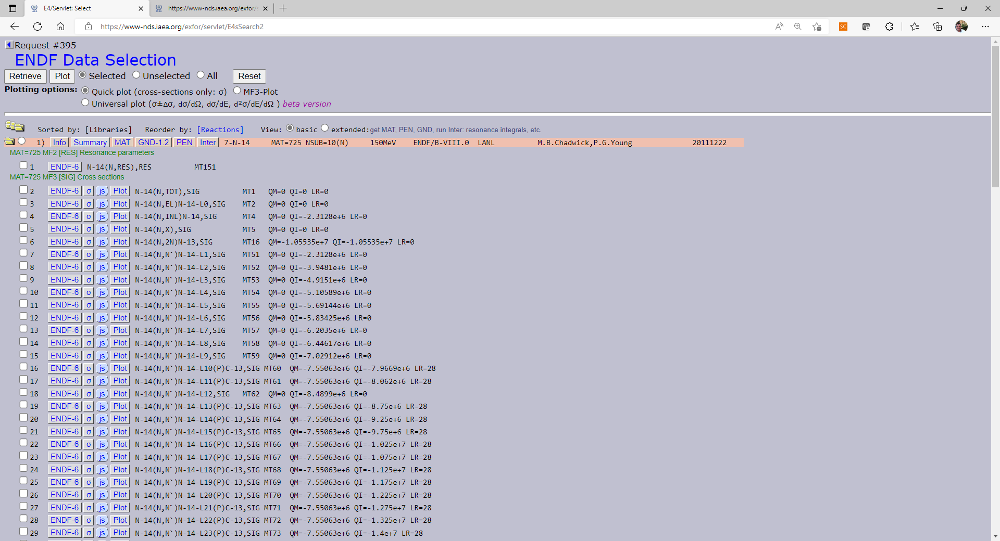 E4/Servlet: Select
https://www-nds.iaea.org/exfor/s
https://www-nds.iaea.org/exfor/servlet/E4sSearch2
Request #395
ENDF Data Selection
Retrieve Plot Selected Unselected All Reset
Plotting options: Quick plot (cross-sections only: σ) MF3-Plot
Universal plot (σ±Δσ, dσ/dΩ, dσ/dE, d²σ/dE/dΩ ) beta version
Sorted by: [Libraries] Reorder by: [Reactions] View: basic extended:get MAT, PEN, GND, run Inter: resonance integrals, etc.
1) Info Summary MAT GND-1.2 PEN Inter 7-N-14 MAT=725 NSUB=10(N) 150MeV ENDF/B-VIII.0 LANL M.B.Chadwick,P.G.Young 20111222
MAT=725 MF2 [RES] Resonance parameters
1 ENDF-6 N-14(N,RES),RES MT151
MAT=725 MF3 [SIG] Cross sections
2 ENDF-6 σ js Plot N-14(N,TOT),SIG MT1 QM=0 QI=0 LR=0
3 ENDF-6 σ js Plot N-14(N,EL)N-14-L0,SIG MT2 QM=0 QI=0 LR=0
4 ENDF-6 σ js Plot N-14(N,INL)N-14,SIG MT4 QM=0 QI=-2.3128e+6 LR=0
5 ENDF-6 σ js Plot N-14(N,X),SIG MT5 QM=0 QI=0 LR=0
6 ENDF-6 σ js Plot N-14(N,2N)N-13,SIG MT16 QM=-1.05535e+7 QI=-1.05535e+7 LR=0
7 ENDF-6 σ js Plot N-14(N,N`)N-14-L1,SIG MT51 QM=0 QI=-2.3128e+6 LR=0
8 ENDF-6 σ js Plot N-14(N,N`)N-14-L2,SIG MT52 QM=0 QI=-3.9481e+6 LR=0
9 ENDF-6 σ js Plot N-14(N,N`)N-14-L3,SIG MT53 QM=0 QI=-4.9151e+6 LR=0
10 ENDF-6 σ js Plot N-14(N,N`)N-14-L4,SIG MT54 QM=0 QI=-5.10589e+6 LR=0
11 ENDF-6 σ js Plot N-14(N,N`)N-14-L5,SIG MT55 QM=0 QI=-5.69144e+6 LR=0
12 ENDF-6 σ js Plot N-14(N,N`)N-14-L6,SIG MT56 QM=0 QI=-5.83425e+6 LR=0
13 ENDF-6 σ js Plot N-14(N,N`)N-14-L7,SIG MT57 QM=0 QI=-6.2035e+6 LR=0
14 ENDF-6 σ js Plot N-14(N,N`)N-14-L8,SIG MT58 QM=0 QI=-6.44617e+6 LR=0
15 ENDF-6 σ js Plot N-14(N,N`)N-14-L9,SIG MT59 QM=0 QI=-7.02912e+6 LR=0
16 ENDF-6 σ js Plot N-14(N,N`)N-14-L10(P)C-13,SIG MT60 QM=-7.55063e+6 QI=-7.9669e+6 LR=28
17 ENDF-6 σ js Plot N-14(N,N`)N-14-L11(P)C-13,SIG MT61 QM=-7.55063e+6 QI=-8.062e+6 LR=28
18 ENDF-6 σ js Plot N-14(N,N`)N-14-L12,SIG MT62 QM=0 QI=-8.4899e+6 LR=0
19 ENDF-6 σ js Plot N-14(N,N`)N-14-L13(P)C-13,SIG MT63 QM=-7.55063e+6 QI=-8.75e+6 LR=28
20 ENDF-6 σ js Plot N-14(N,N`)N-14-L14(P)C-13,SIG MT64 QM=-7.55063e+6 QI=-9.25e+6 LR=28
21 ENDF-6 σ js Plot N-14(N,N`)N-14-L15(P)C-13,SIG MT65 QM=-7.55063e+6 QI=-9.75e+6 LR=28
22 ENDF-6 σ js Plot N-14(N,N`)N-14-L16(P)C-13,SIG MT66 QM=-7.55063e+6 QI=-1.025e+7 LR=28
23 ENDF-6 σ js Plot N-14(N,N`)N-14-L17(P)C-13,SIG MT67 QM=-7.55063e+6 QI=-1.075e+7 LR=28
24 ENDF-6 σ js Plot N-14(N,N`)N-14-L18(P)C-13,SIG MT68 QM=-7.55063e+6 QI=-1.125e+7 LR=28
25 ENDF-6 σ js Plot N-14(N,N`)N-14-L19(P)C-13,SIG MT69 QM=-7.55063e+6 QI=-1.175e+7 LR=28
26 ENDF-6 σ js Plot N-14(N,N`)N-14-L20(P)C-13,SIG MT70 QM=-7.55063e+6 QI=-1.225e+7 LR=28
27 ENDF-6 σ js Plot N-14(N,N`)N-14-L21(P)C-13,SIG MT71 QM=-7.55063e+6 QI=-1.275e+7 LR=28
28 ENDF-6 σ js Plot N-14(N,N`)N-14-L22(P)C-13,SIG MT72 QM=-7.55063e+6 QI=-1.325e+7 LR=28
29 ENDF-6 σ js Plot N-14(N,N`)N-14-L23(P)C-13,SIG MT73 QM=-7.55063e+6 QI=-1.4e+7 LR=28